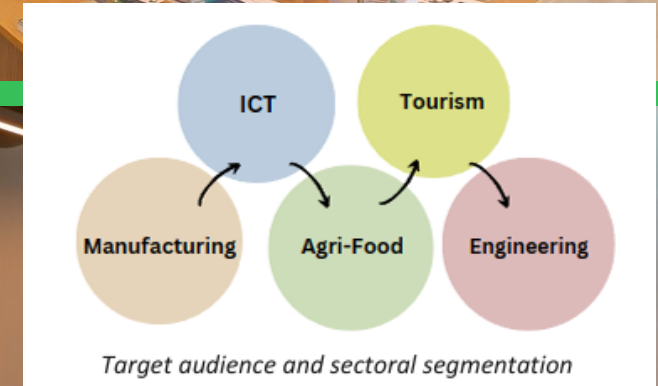 ICT
Tourism
Manufacturing
Agri-Food
Engineering
Target audience and sectoral segmentation